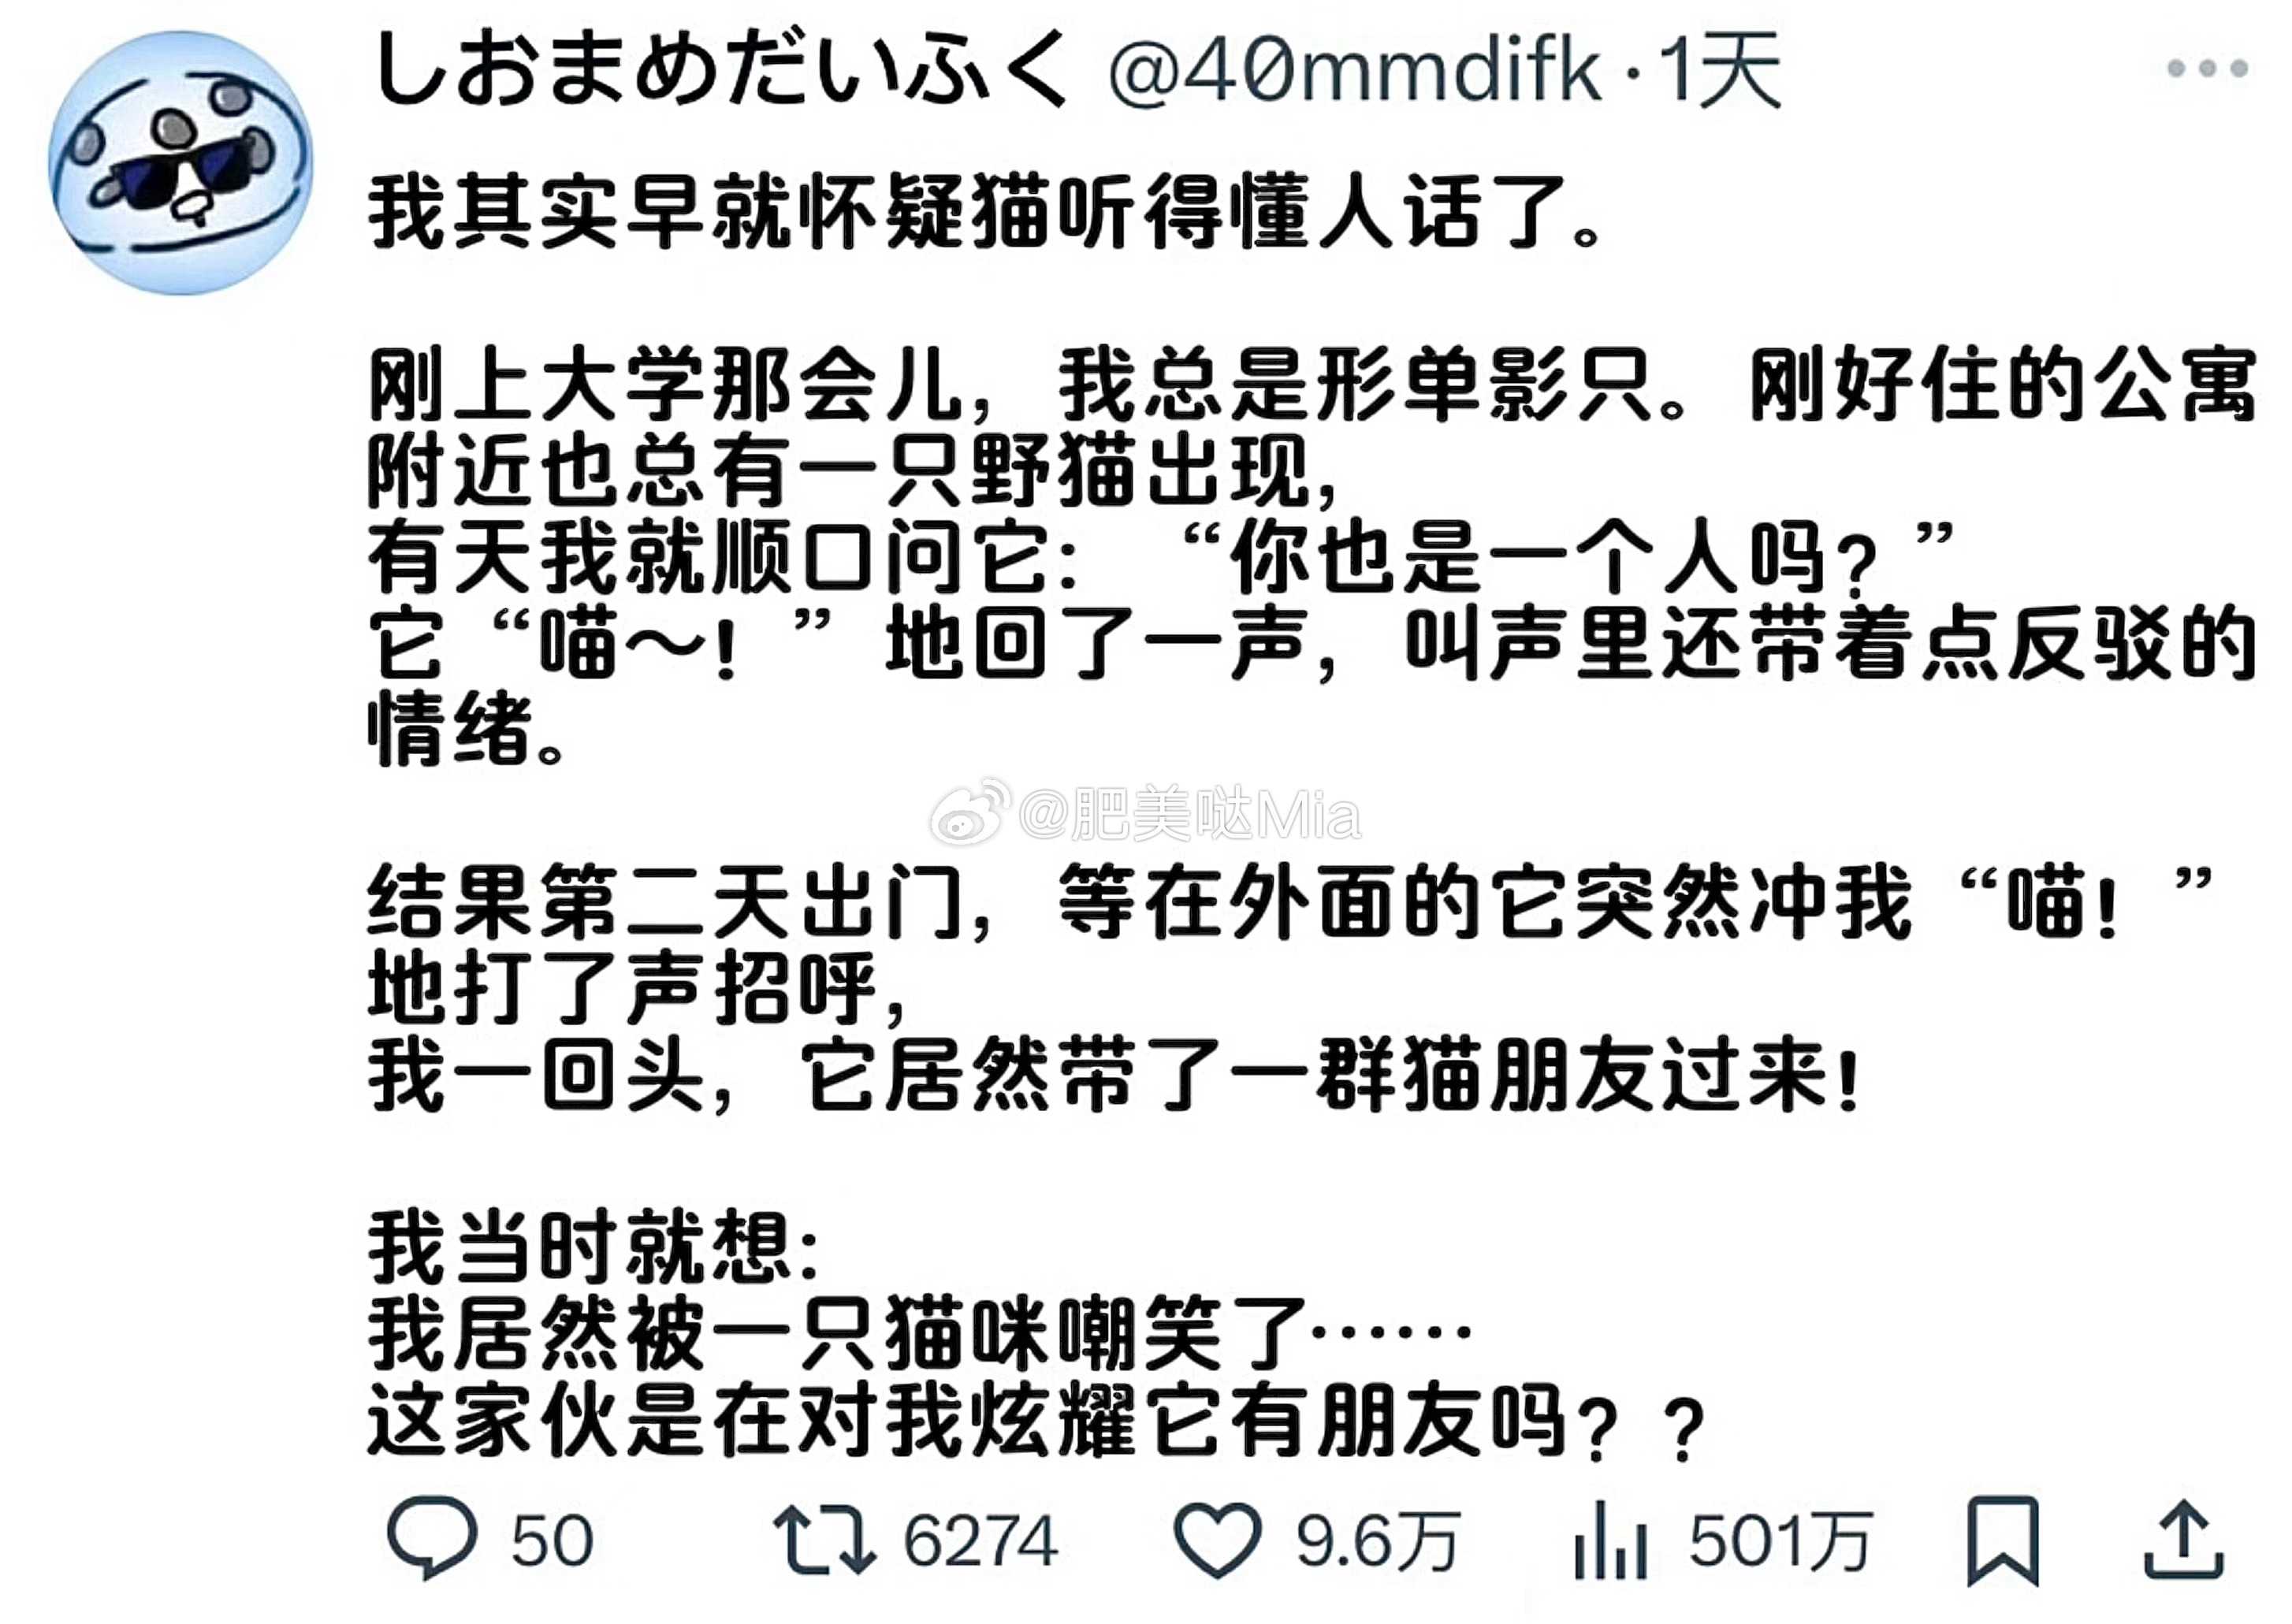 しおまめだいふく @40mmdifk · 1天
我其实早就怀疑猫听得懂人话了。
刚上大学那会儿，我总是形单影只。刚好住的公寓
附近也总有一只野猫出现，
有天我就顺口问它：“你也是一个人吗？”
它“喵～！”地回了一声，叫声里还带着点反驳的
情绪。
@肥美哒Mia
结果第二天出门，等在外面的它突然冲我“喵！”
地打了声招呼，
我一回头，它居然带了一群猫朋友过来！
我当时就想：
我居然被一只猫咪嘲笑了……
这家伙是在对我炫耀它有朋友吗？？
50 6274 9.6万 501万